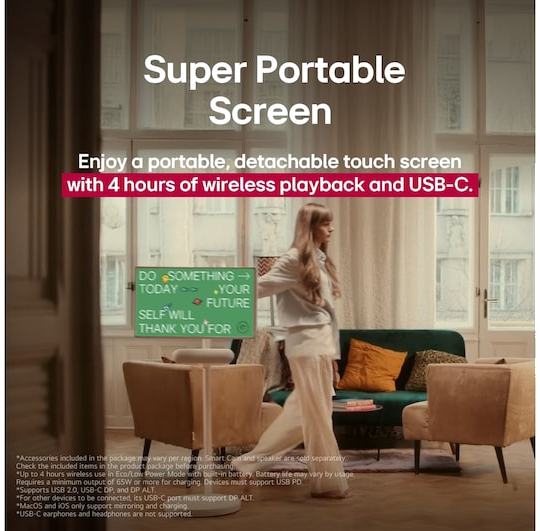 Super Portable
Screen
Enjoy a portable, detachable touch screen
with 4 hours of wireless playback and USB-C.
DO SOMETHING →
TODAY YOUR
FUTURE
SELF WILL
THANK YOU FOR
*Accessories included in the package may vary per region. Smart Cam and speaker are sold separately.
Check the included items in the product package before purchasing.
*Up to 4 hours wireless use in Eco/Low Power Mode with built-in battery. Battery life may vary by usage.
Requires a minimum output of 65W or more for charging. Devices must support USB PD.
*Supports USB 2.0, USB-C DP, and DP ALT.
*For other devices to be connected, its USB-C port must support DP ALT.
*MacOS and iOS only support mirroring and charging.
*USB-C earphones and headphones are not supported.